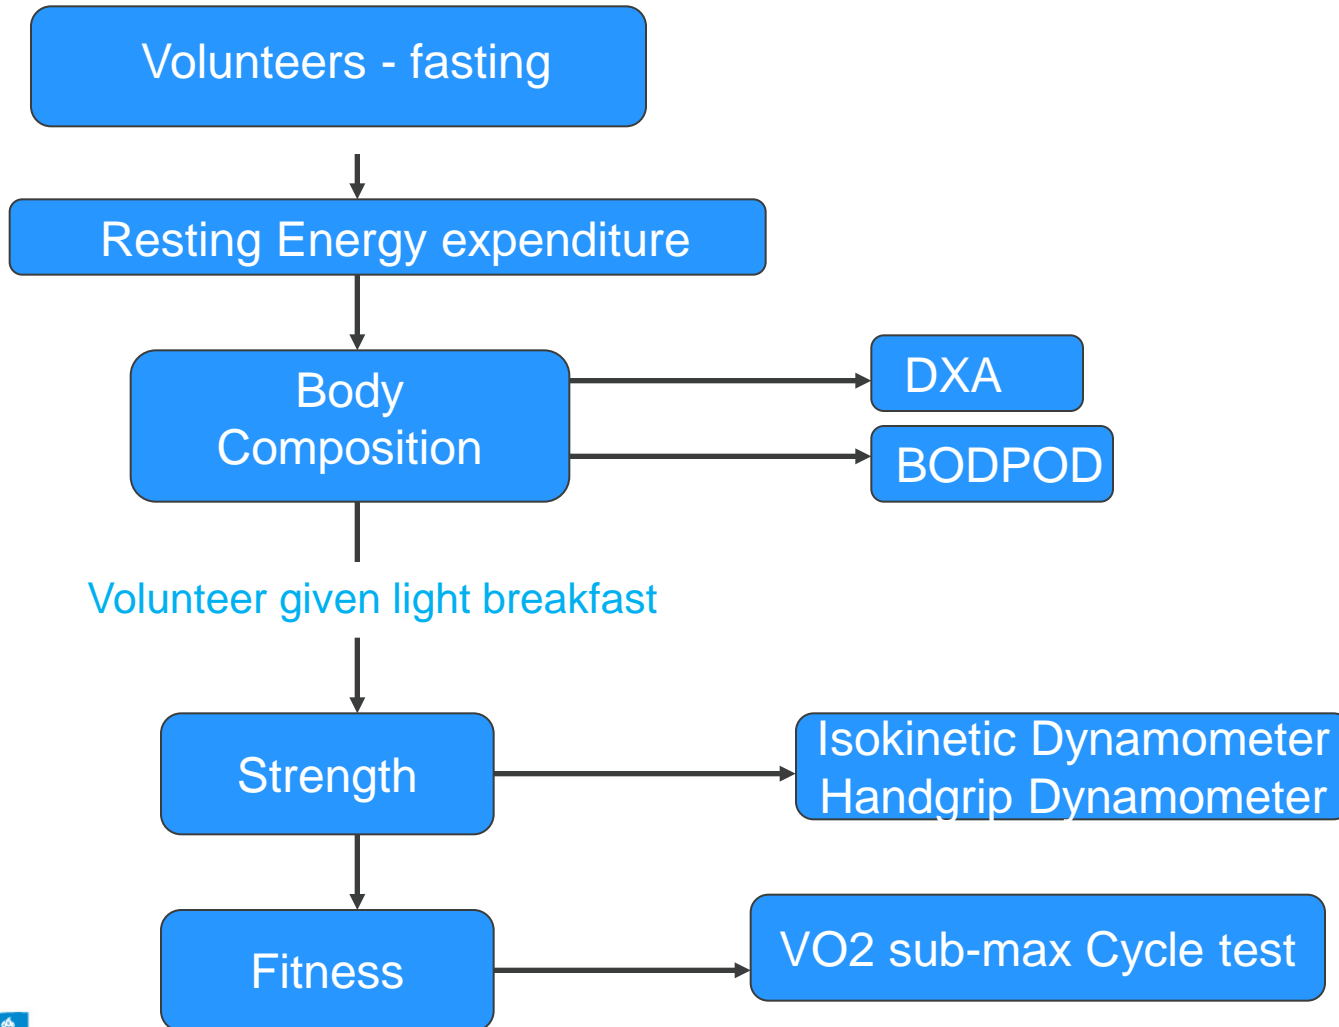 Volunteers - fasting
Resting Energy expenditure
Body
Composition
DXA
BODPOD
Volunteer given light breakfast
Strength
Isokinetic Dynamometer
Handgrip Dynamometer
Fitness
VO2 sub-max Cycle test